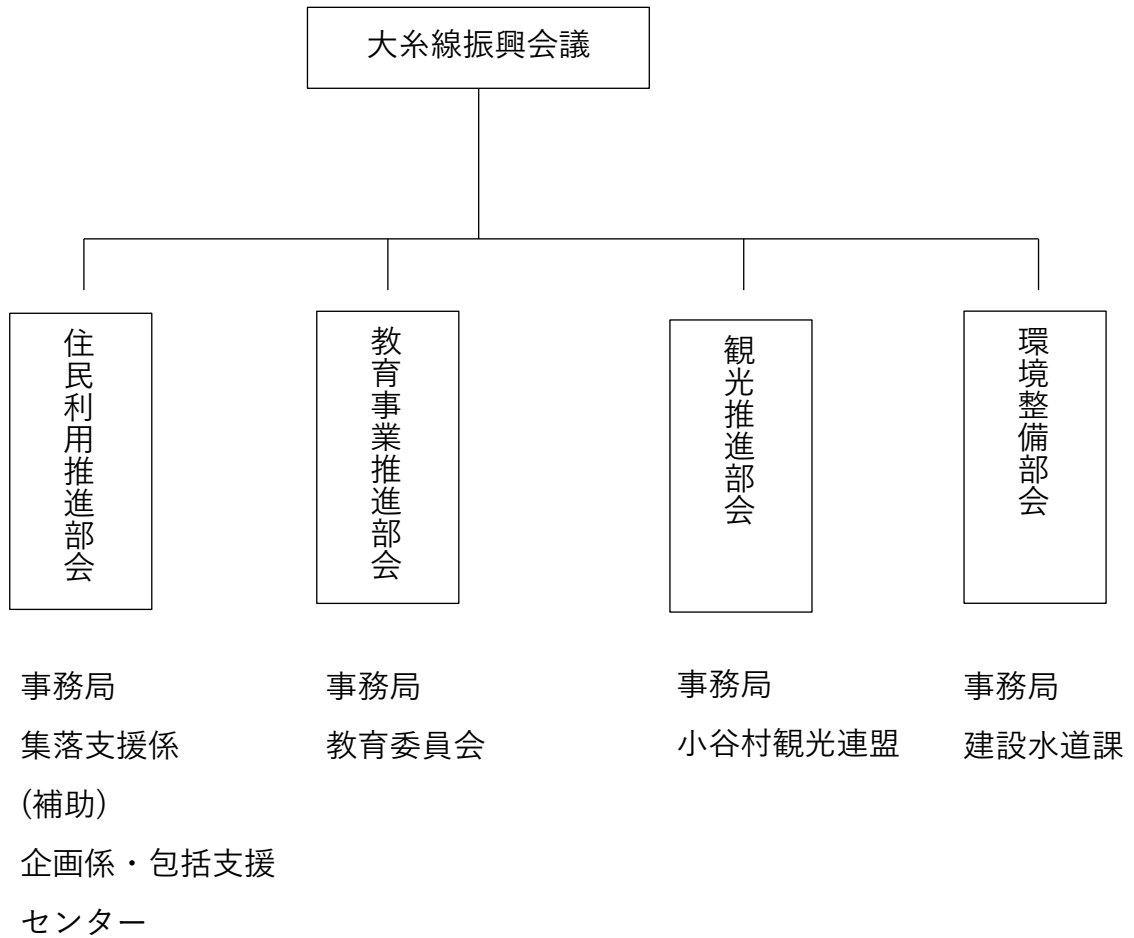 大糸線振興会議
住民利用推進部会
教育事業推進部会
観光推進部会
環境整備部会
事務局
集落支援係
(補助)
企画係・包括支援
センター
事務局
教育委員会
事務局
小谷村観光連盟
事務局
建設水道課